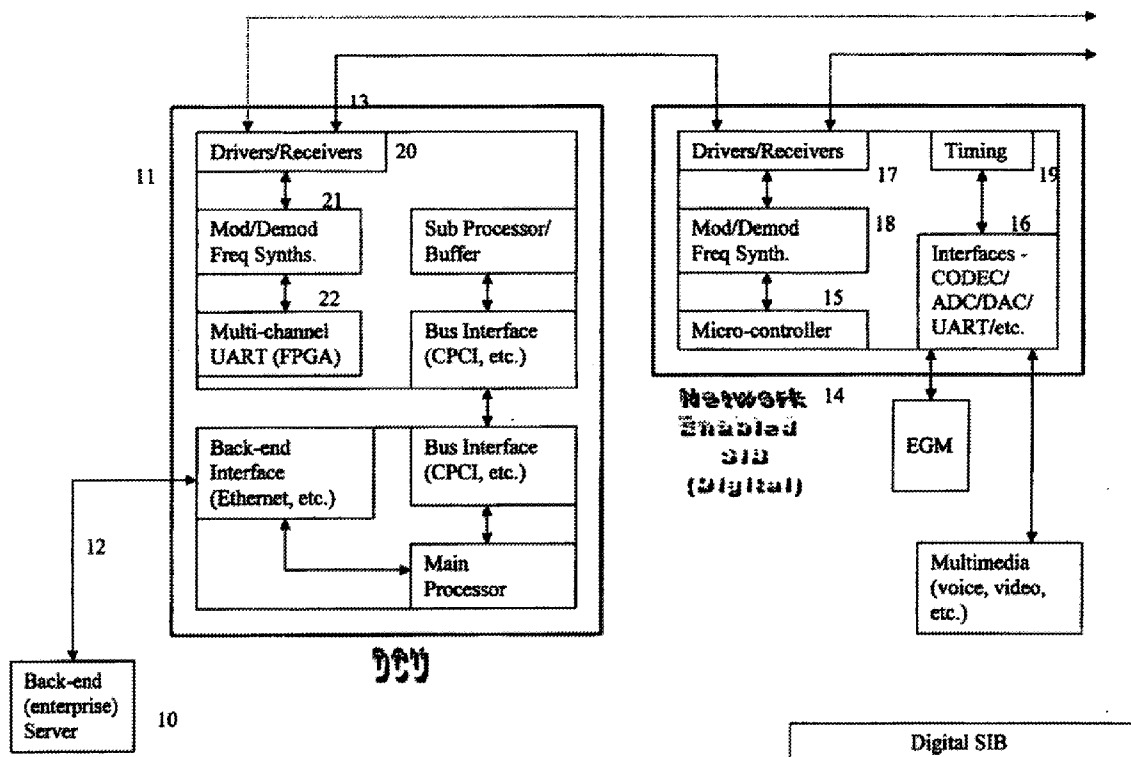 13
Drivers/Receivers
20
11
21
Mod/Demod
Freq Synths.
Sub Processor/
Buffer
22
Multi-channel
UART (FPGA)
Bus Interface
(CPCI, etc.)
Back-end
Interface
(Ethernet, etc.)
Bus Interface
(CPCI, etc.)
12
Main
Processor
DCU
Back-end
(enterprise)
Server
10
Drivers/Receivers
17
Timing
19
Mod/Demod
Freq Synth.
18
16
Interfaces -
CODEC/
ADC/DAC/
UART/etc.
15
Micro-controller
Network
Enabled
SIB
(Digital)
14
EGM
Multimedia
(voice, video,
etc.)
Digital SIB